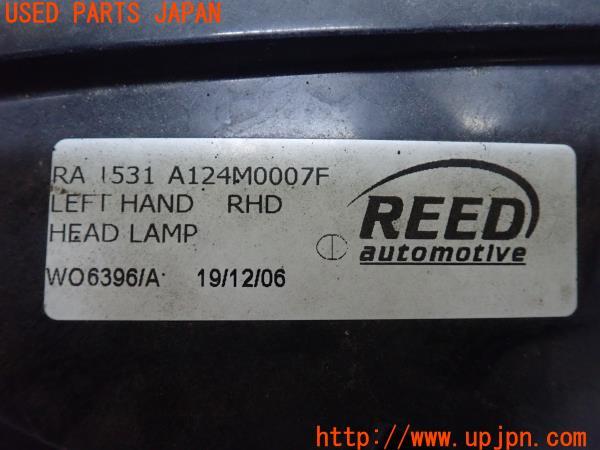 USED PARTS JAPAN
RA 1531 A124M0007F
LEFT HAND RHD
HEAD LAMP
WO6396/A 19/12/06
REED
automotive
UPJ
www.upjpn.com